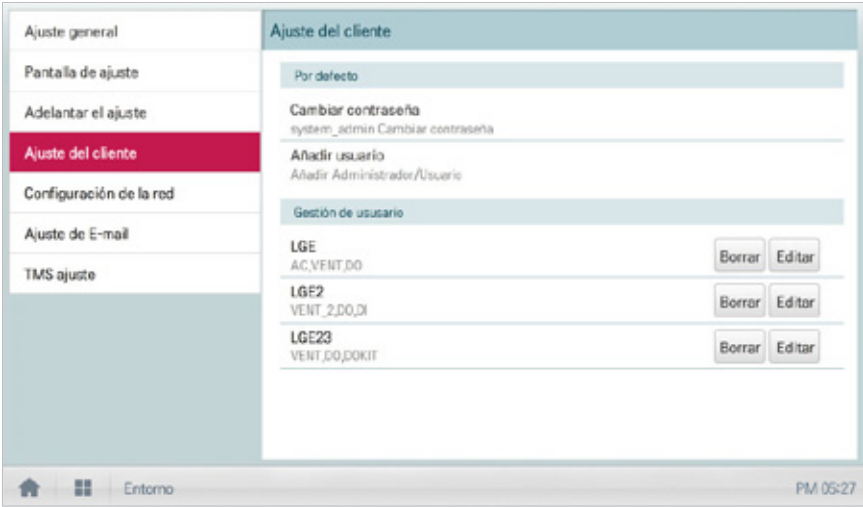 Ajuste general
Pantalla de ajuste
Adelantar el ajuste
Ajuste del cliente
Configuración de la red
Ajuste de E-mail
TMS ajuste
Ajuste del cliente
Por defecto
Cambiar contraseña
system_admin Cambiar contraseña
Añadir usuario
Añadir Administrador/Usuario
Gestión de ususario
LGE
AC,VENT,DO
Borrar Editar
LGE2
VENT_2,DO,DI
Borrar Editar
LGE23
VENT,DO,DOKIT
Borrar Editar
Entorno
PM 05:27